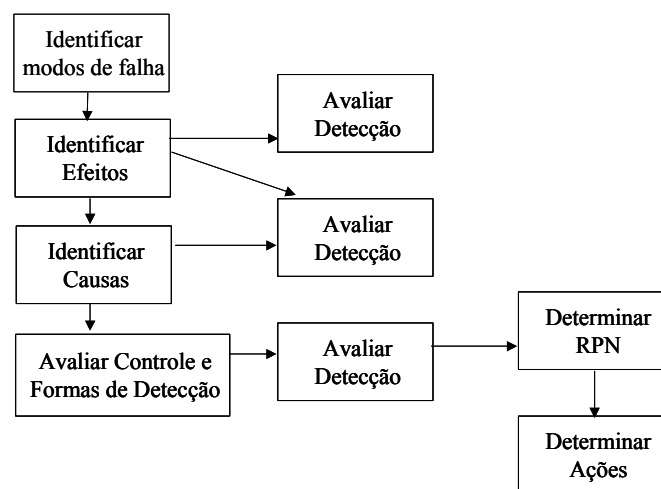 Identificar
modos de falha
Identificar
Efeitos
Avaliar
Detecção
Identificar
Causas
Avaliar
Detecção
Avaliar Controle e
Formas de Detecção
Avaliar
Detecção
Determinar
RPN
Determinar
Ações